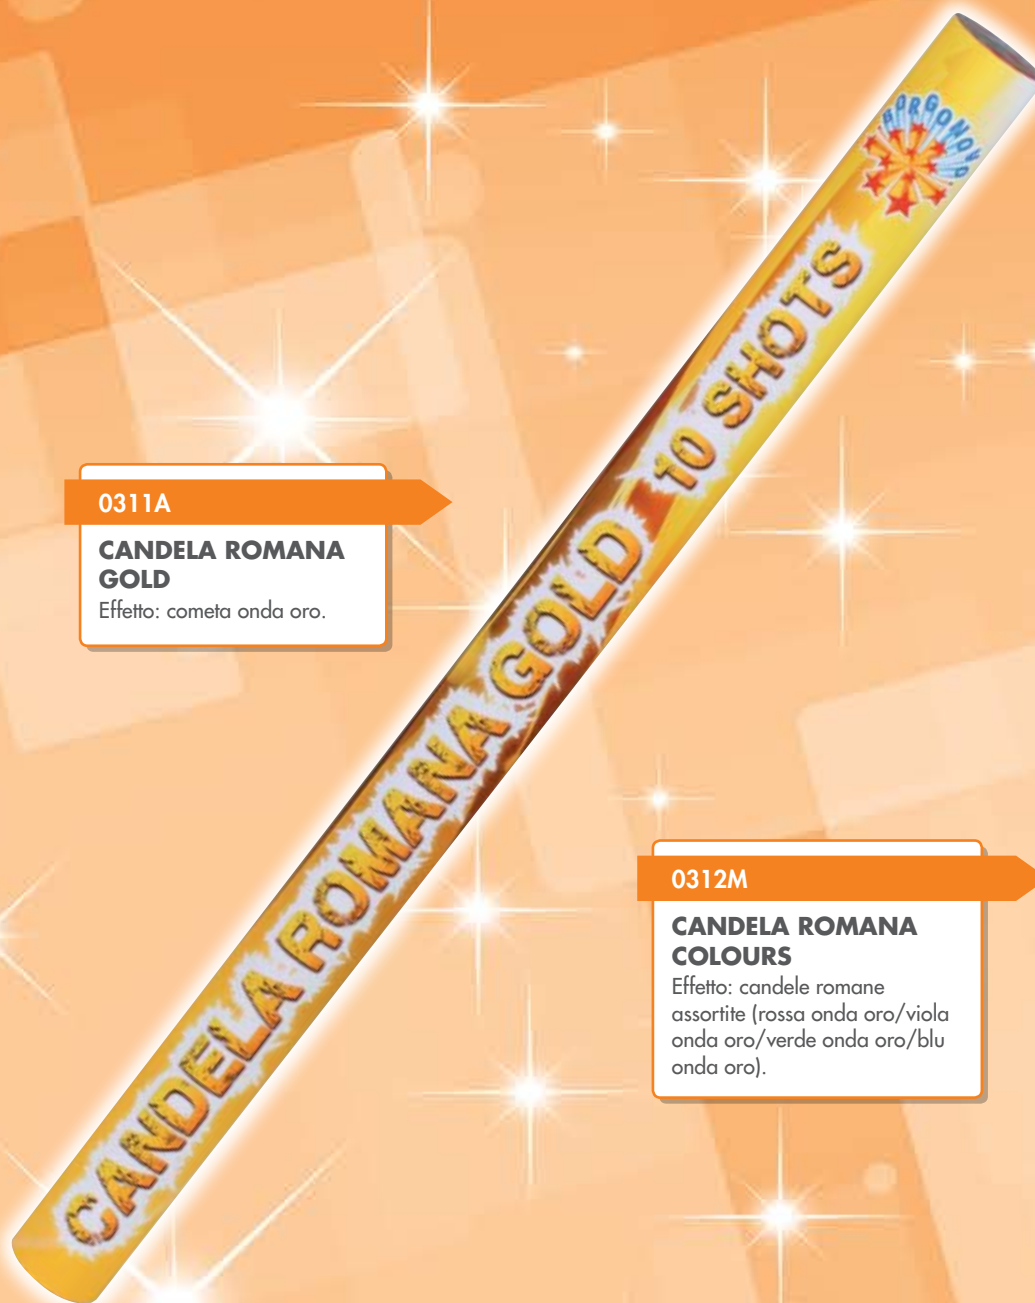 BORGONOVO
CANDELA ROMANA GOLD 10 SHOTS
0311A
CANDELA ROMANA
GOLD
Effetto: cometa onda oro.
0312M
CANDELA ROMANA
COLOURS
Effetto: candele romane
assortite (rossa onda oro/viola
onda oro/verde onda oro/blu
onda oro).